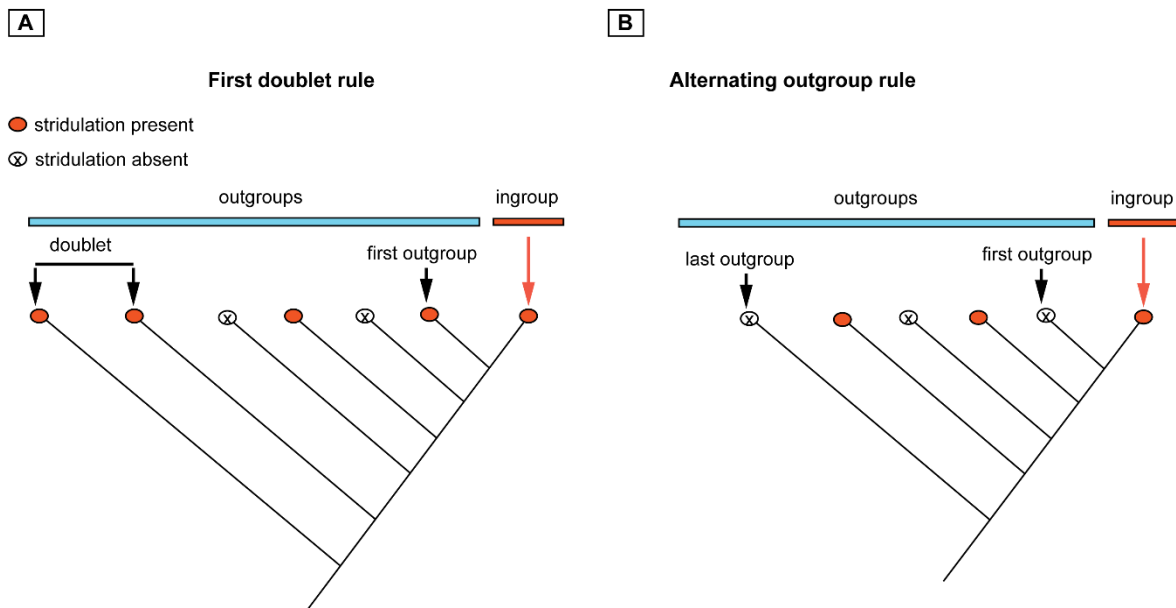 A
First doublet rule
stridulation present
x stridulation absent
outgroups
ingroup
doublet
first outgroup
x
x
B
Alternating outgroup rule
outgroups
ingroup
last outgroup
first outgroup
x
x
x